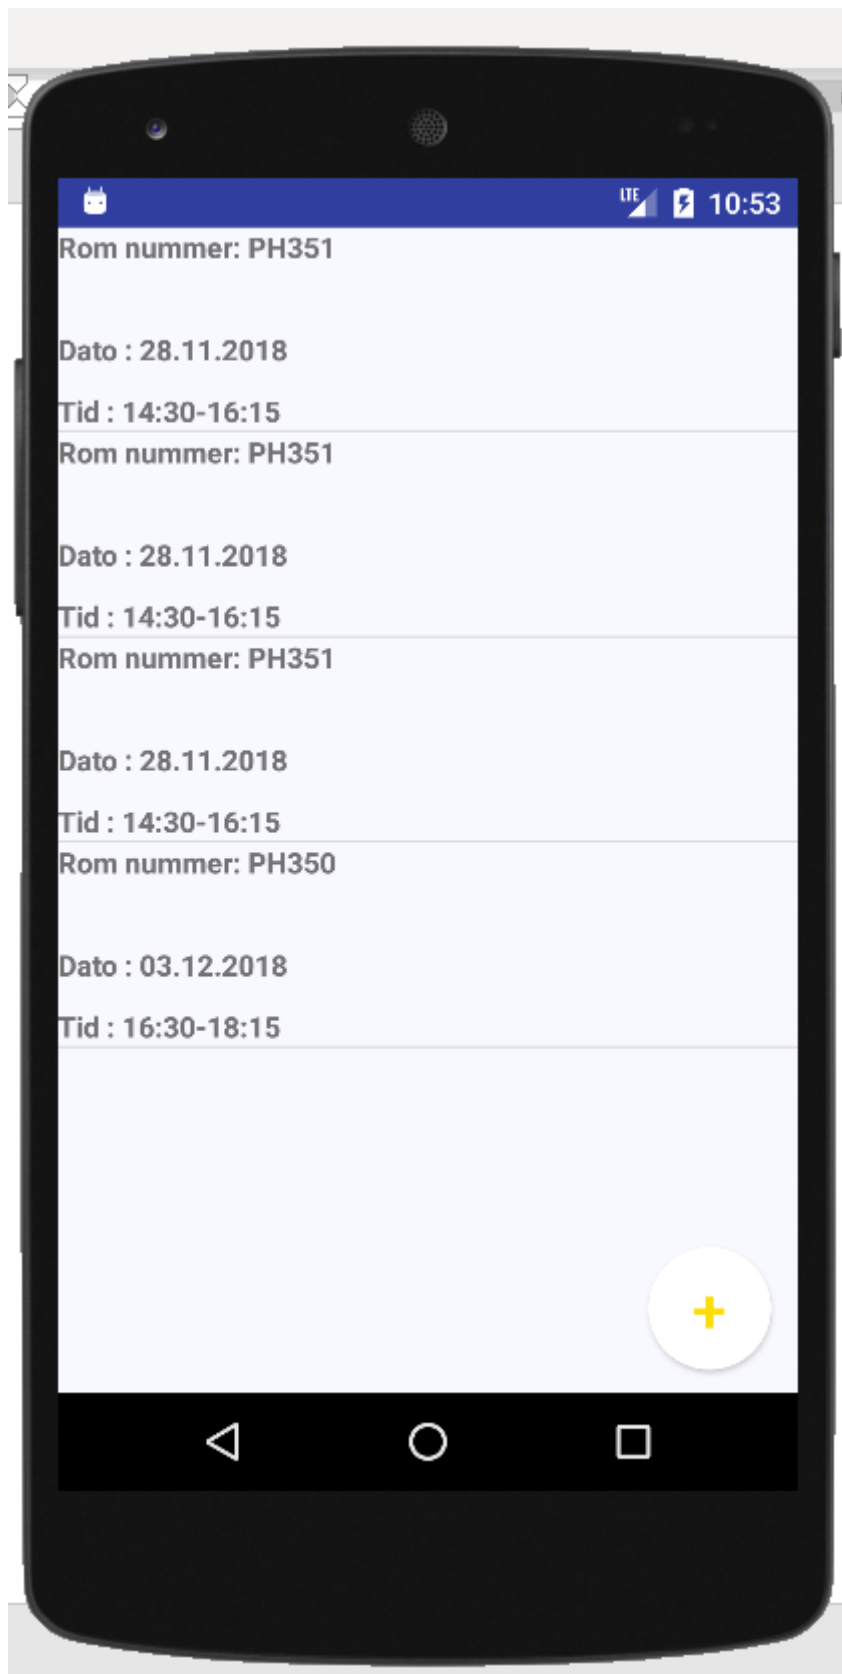 LTE 10:53
Rom nummer: PH351
Dato : 28.11.2018
Tid : 14:30-16:15
Rom nummer: PH351
Dato : 28.11.2018
Tid : 14:30-16:15
Rom nummer: PH351
Dato : 28.11.2018
Tid : 14:30-16:15
Rom nummer: PH350
Dato : 03.12.2018
Tid : 16:30-18:15
+